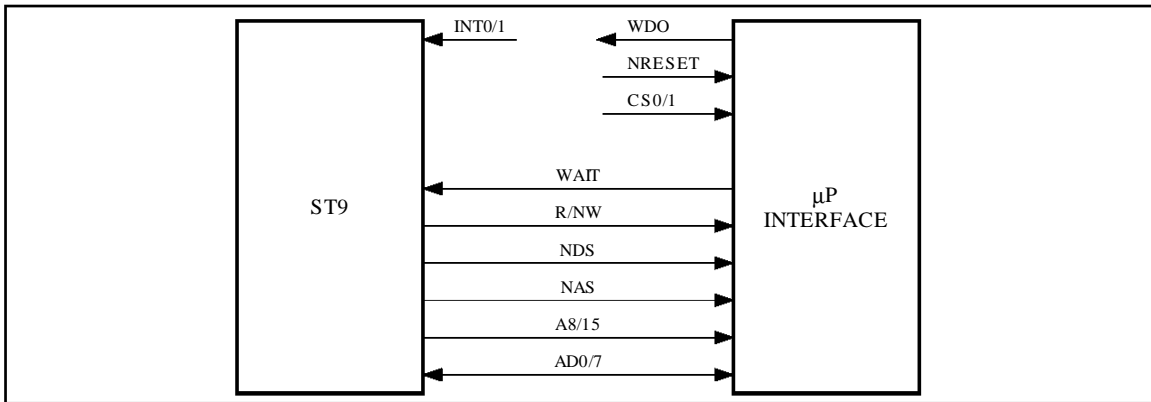 INT0/1
WDO
NRESET
CS0/1
WAIT
ST9
R/NW
µP
INTERFACE
NDS
NAS
A8/15
AD0/7